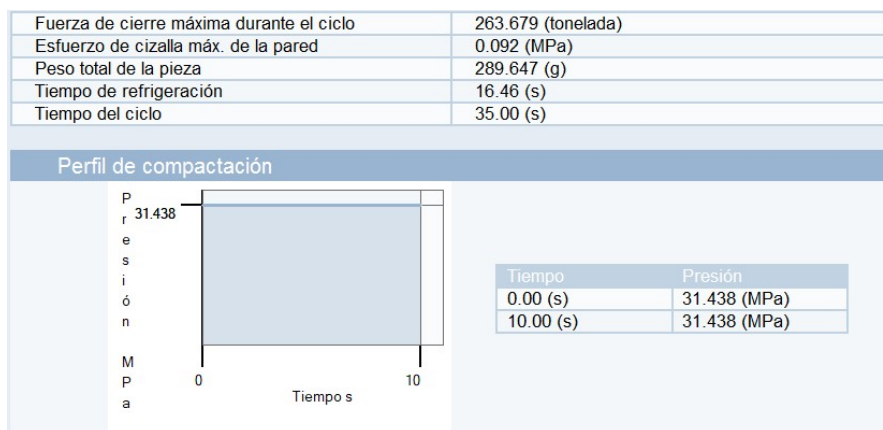 Fuerza de cierre máxima durante el ciclo 263.679 (tonelada)
Esfuerzo de cizalla máx. de la pared 0.092 (MPa)
Peso total de la pieza 289.647 (g)
Tiempo de refrigeración 16.46 (s)
Tiempo del ciclo 35.00 (s)
Perfil de compactación
Presión MPa
31.438
0 10
Tiempo s
Tiempo Presión
0.00 (s) 31.438 (MPa)
10.00 (s) 31.438 (MPa)